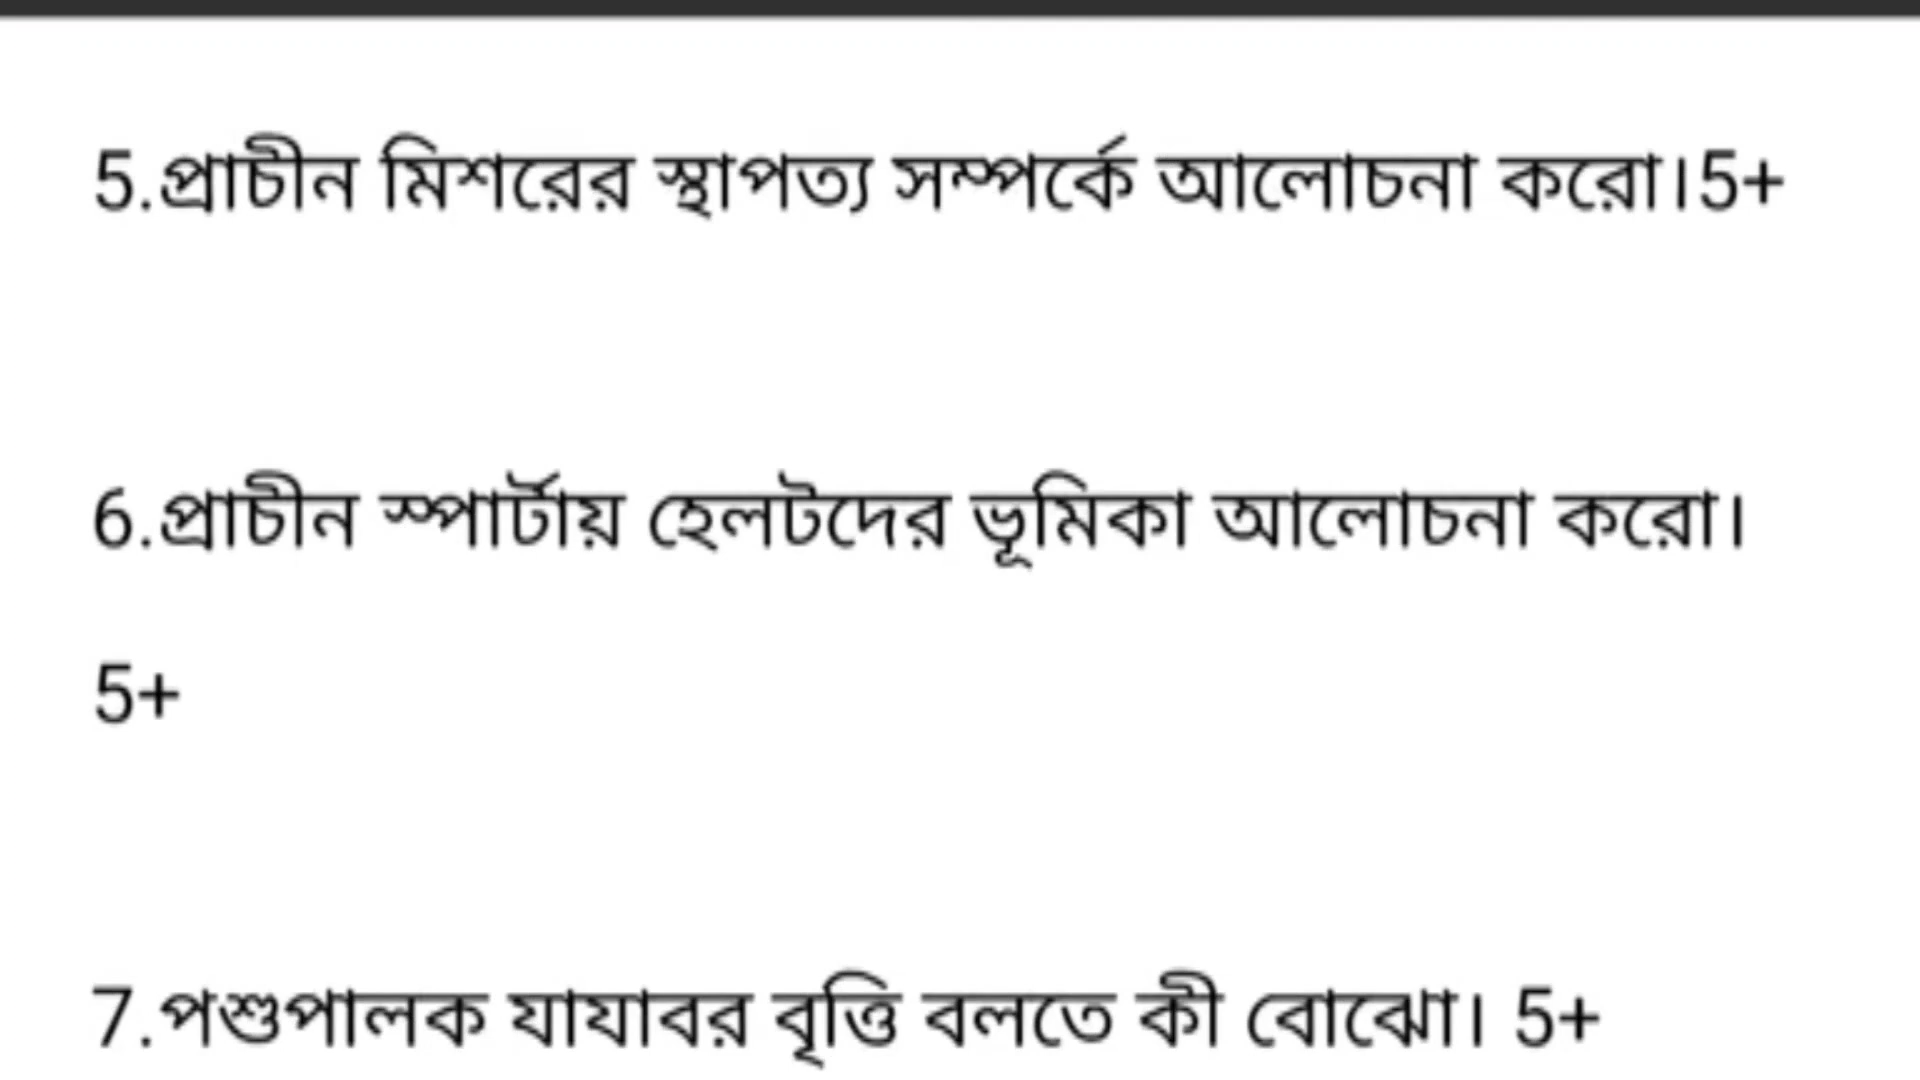 5.প্রাচীন মিশরের স্থাপত্য সম্পর্কে আলোচনা করো।5+
6.প্রাচীন স্পার্টায় হেলটদের ভূমিকা আলোচনা করো।
5+
7.পশুপালক যাযাবর বৃত্তি বলতে কী বোঝো। 5+